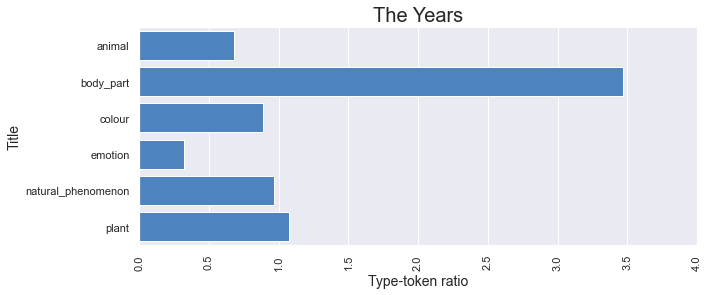 The Years
Title
animal
body_part
colour
emotion
natural_phenomenon
plant
0.0
0.5
1.0
1.5
2.0
2.5
3.0
3.5
4.0
Type-token ratio